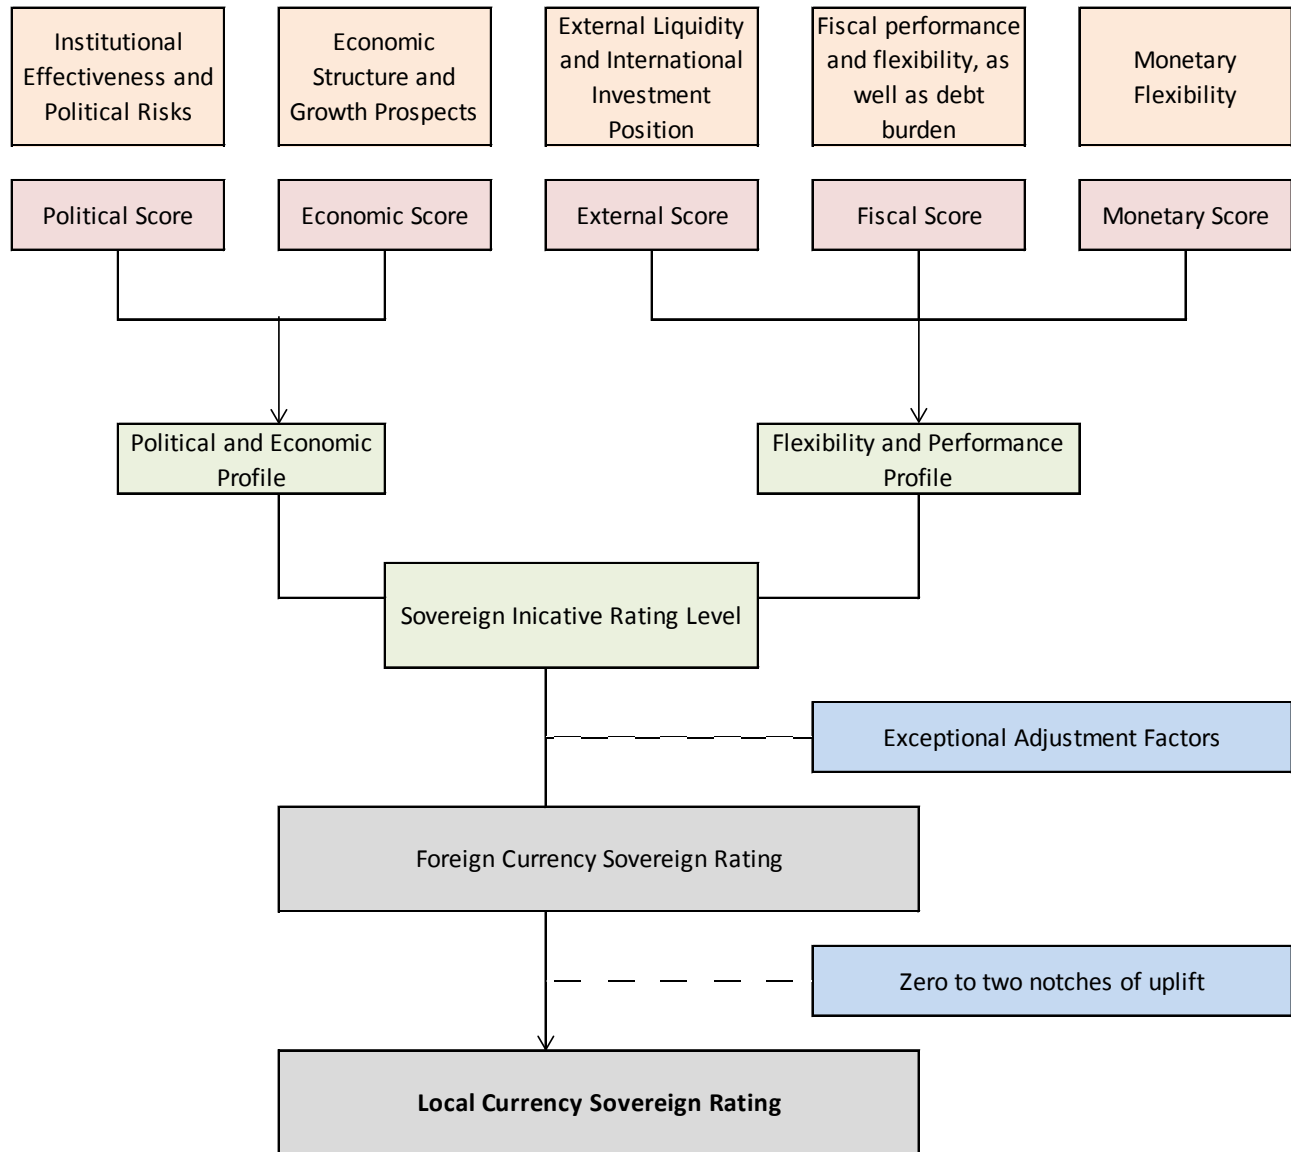 Institutional
Effectiveness and
Political Risks
Economic
Structure and
Growth Prospects
External Liquidity
and International
Investment
Position
Fiscal performance
and flexibility, as
well as debt
burden
Monetary
Flexibility
Political Score
Economic Score
External Score
Fiscal Score
Monetary Score
Political and Economic
Profile
Flexibility and Performance
Profile
Sovereign Inicative Rating Level
Exceptional Adjustment Factors
Foreign Currency Sovereign Rating
Zero to two notches of uplift
Local Currency Sovereign Rating